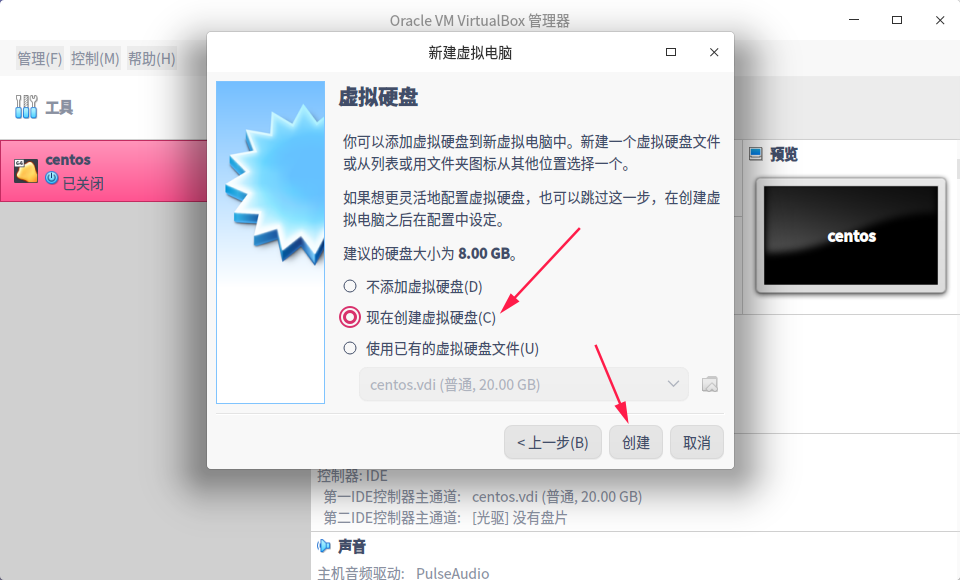 Oracle VM VirtualBox 管理器
管理(F) 控制(M) 帮助(H)
工具
centos
已关闭
新建虚拟电脑
虚拟硬盘
你可以添加虚拟硬盘到新虚拟电脑中。新建一个虚拟硬盘文件
或从列表或用文件夹图标从其他位置选择一个。
如果想更灵活地配置虚拟硬盘，也可以跳过这一步，在创建虚
拟电脑之后在配置中设定。
建议的硬盘大小为 8.00 GB。
不添加虚拟硬盘(D)
现在创建虚拟硬盘(C)
使用已有的虚拟硬盘文件(U)
centos.vdi (普通, 20.00 GB)
< 上一步(B) 创建 取消
预览
centos
控制器: IDE
第一IDE控制器主通道: centos.vdi (普通, 20.00 GB)
第二IDE控制器主通道: [光驱] 没有盘片
声音
主机音频驱动: PulseAudio